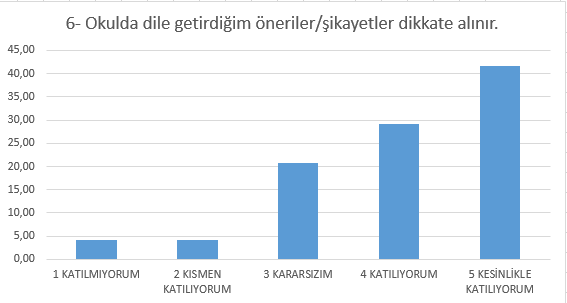 6- Okulda dile getirdiğim öneriler/şikayetler dikkate alınır.
45,00
40,00
35,00
30,00
25,00
20,00
15,00
10,00
5,00
0,00
1 KATILMIYORUM
2 KISMEN
KATILIYORUM
3 KARARSIZIM
4 KATILIYORUM
5 KESİNLİKLE
KATILIYORUM